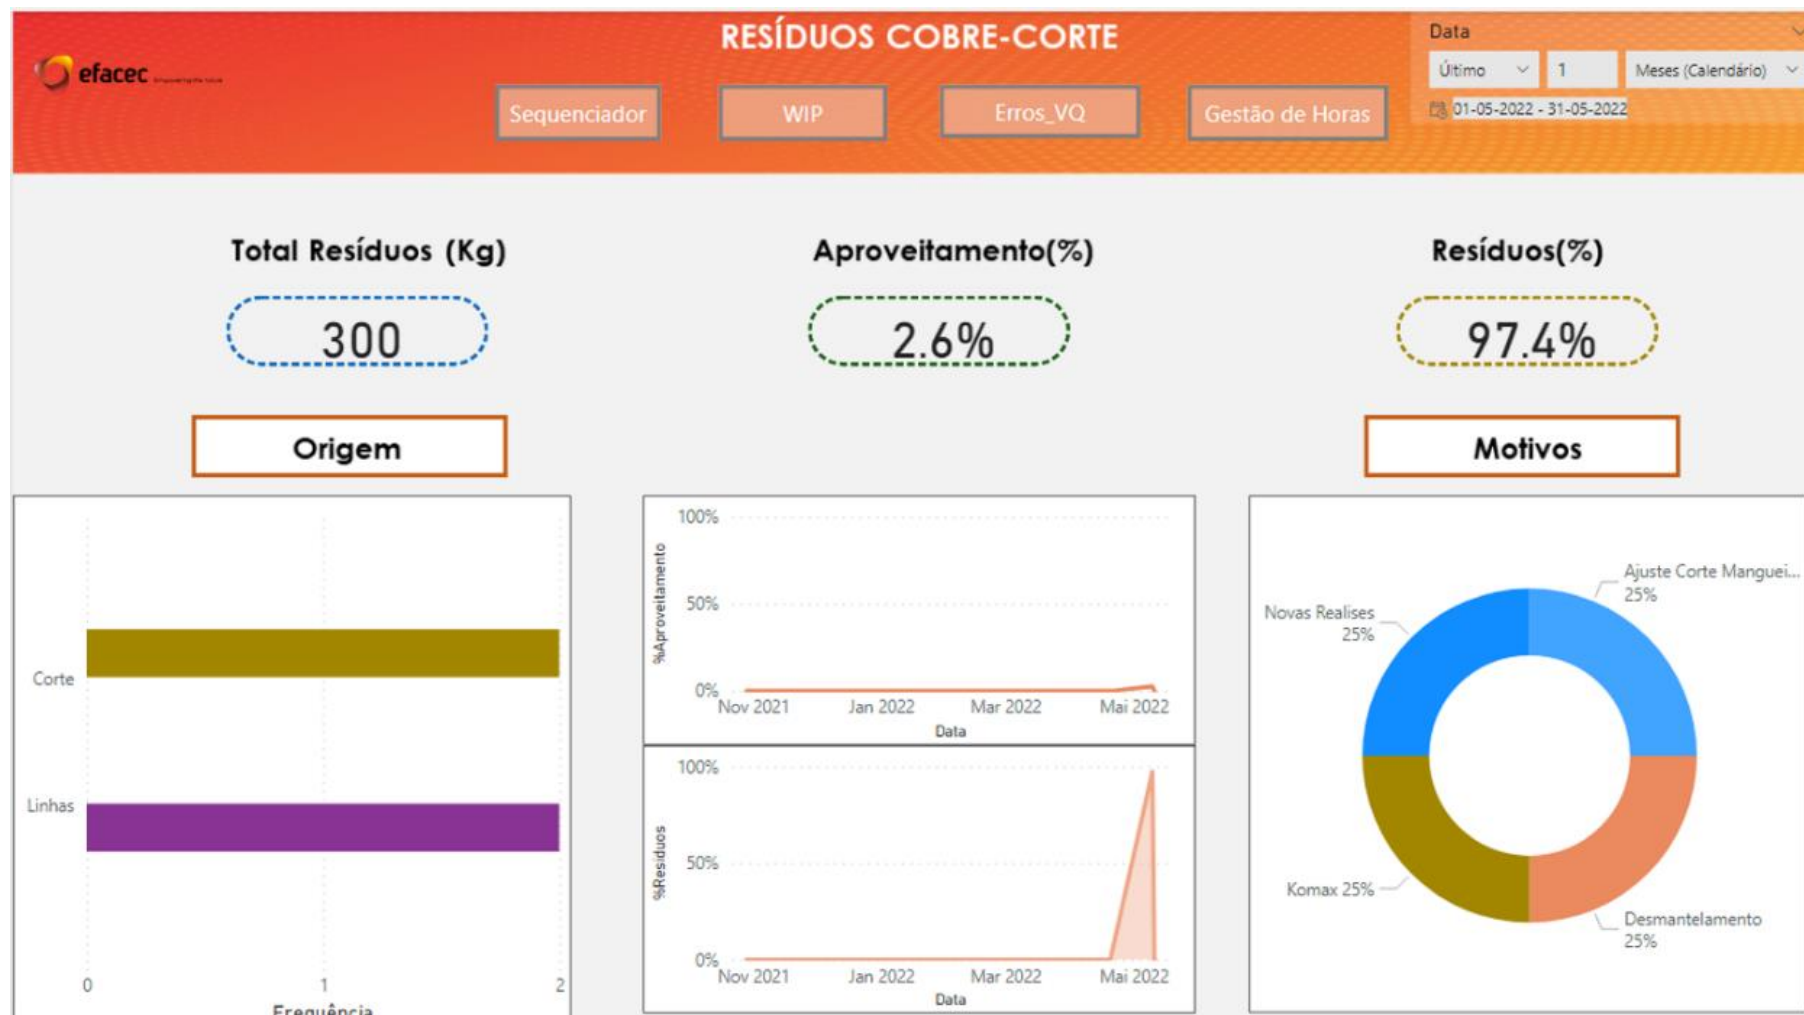 RESÍDUOS COBRE-CORTE
efacec
Sequenciador
WIP
Erros_VQ
Gestão de Horas
Data
Último
1
Meses (Calendário)
01-05-2022 - 31-05-2022
Total Resíduos (Kg)
Aproveitamento(%)
Resíduos(%)
300
2.6%
97.4%
Origem
Motivos
Corte
Linhas
0
1
2
Frequência
100%
50%
0%
%Aproveitamento
Nov 2021
Jan 2022
Mar 2022
Mai 2022
Data
100%
50%
0%
%Resíduos
Nov 2021
Jan 2022
Mar 2022
Mai 2022
Data
Ajuste Corte Manguei...
25%
Novas Realises
25%
Komax 25%
Desmantelamento
25%